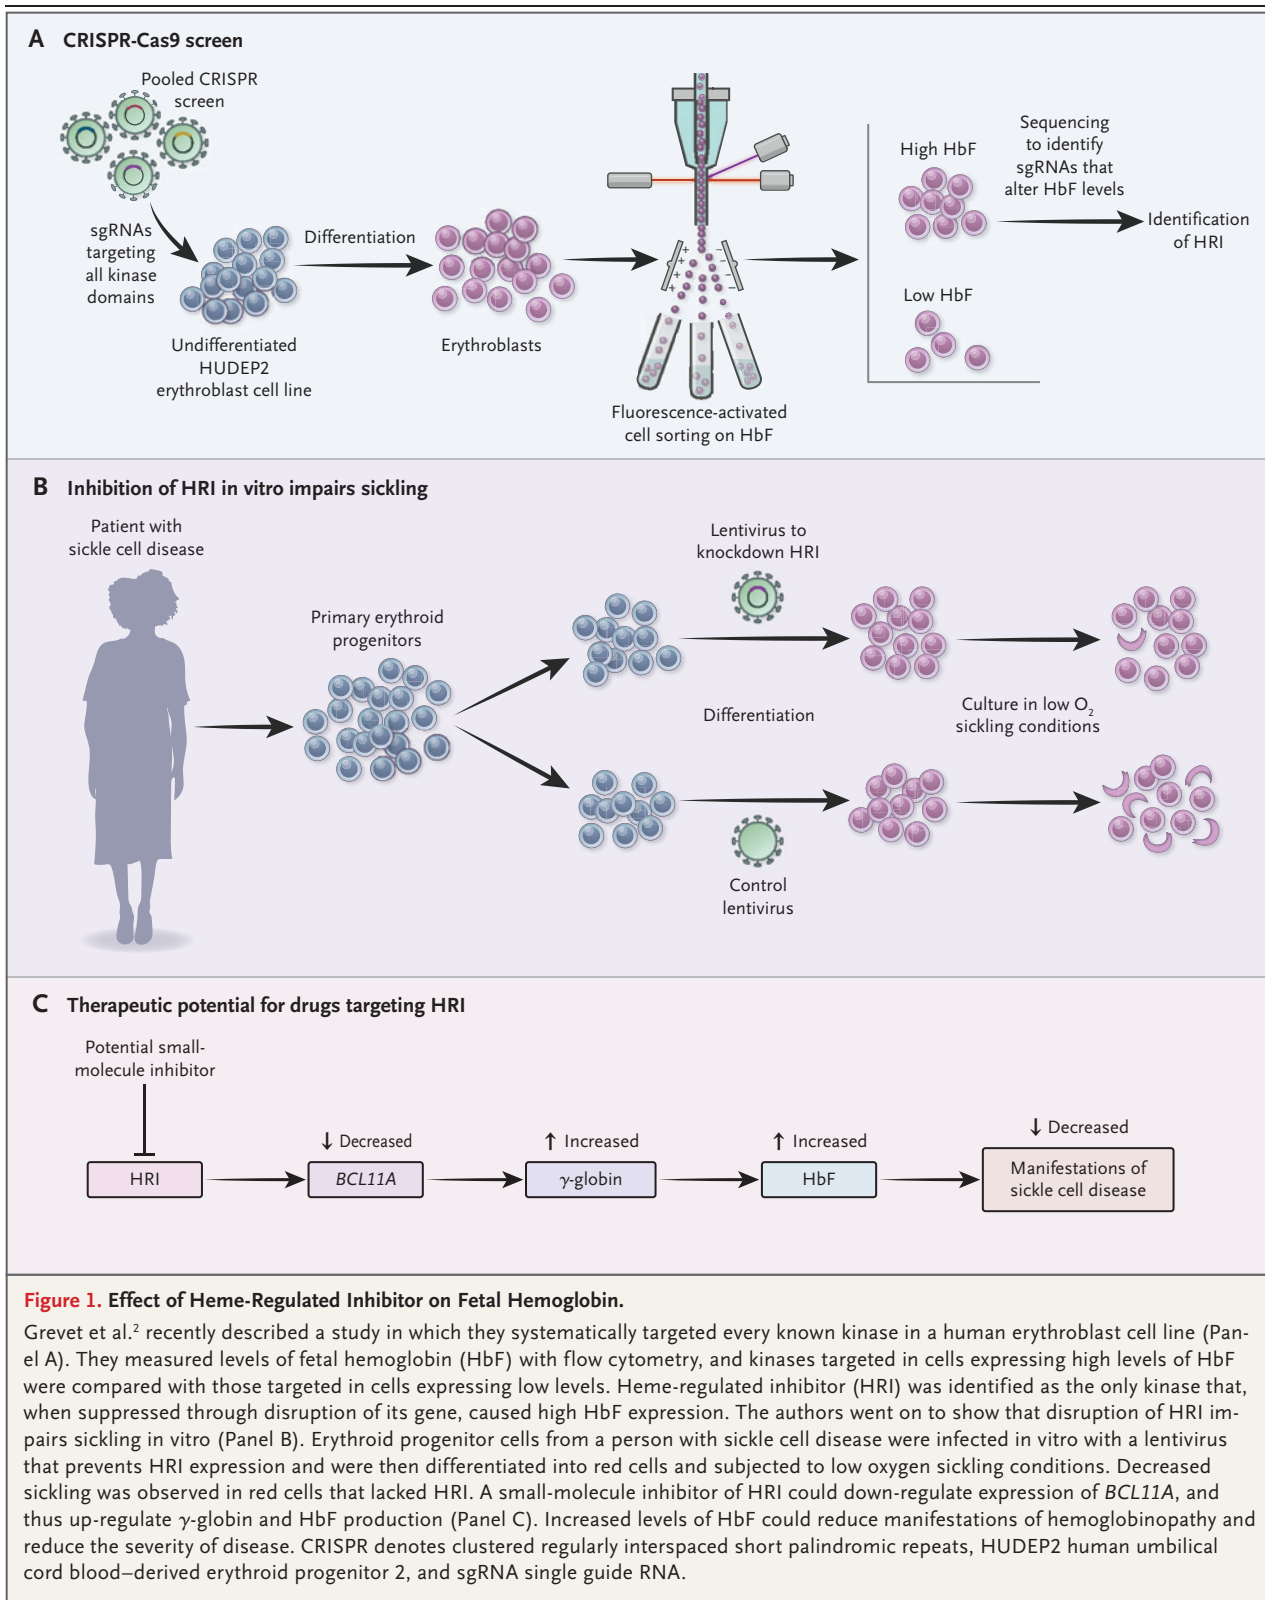 A CRISPR-Cas9 screen
Pooled CRISPR
screen
sgRNAs
targeting
all kinase
domains
Differentiation
Undifferentiated
HUDEP2
erythroblast cell line
Erythroblasts
+
+
+
−
−
−
Fluorescence-activated
cell sorting on HbF
High HbF
Low HbF
Sequencing
to identify
sgRNAs that
alter HbF levels
Identification
of HRI
B Inhibition of HRI in vitro impairs sickling
Patient with
sickle cell disease
Primary erythroid
progenitors
Lentivirus to
knockdown HRI
Differentiation
Culture in low O₂
sickling conditions
Control
lentivirus
C Therapeutic potential for drugs targeting HRI
Potential small-
molecule inhibitor
HRI
↓ Decreased
BCL11A
↑ Increased
γ-globin
↑ Increased
HbF
↓ Decreased
Manifestations of
sickle cell disease
Figure 1. Effect of Heme-Regulated Inhibitor on Fetal Hemoglobin.
Grevet et al.² recently described a study in which they systematically targeted every known kinase in a human erythroblast cell line (Pan-
el A). They measured levels of fetal hemoglobin (HbF) with flow cytometry, and kinases targeted in cells expressing high levels of HbF
were compared with those targeted in cells expressing low levels. Heme-regulated inhibitor (HRI) was identified as the only kinase that,
when suppressed through disruption of its gene, caused high HbF expression. The authors went on to show that disruption of HRI im-
pairs sickling in vitro (Panel B). Erythroid progenitor cells from a person with sickle cell disease were infected in vitro with a lentivirus
that prevents HRI expression and were then differentiated into red cells and subjected to low oxygen sickling conditions. Decreased
sickling was observed in red cells that lacked HRI. A small-molecule inhibitor of HRI could down-regulate expression of BCL11A, and
thus up-regulate γ-globin and HbF production (Panel C). Increased levels of HbF could reduce manifestations of hemoglobinopathy and
reduce the severity of disease. CRISPR denotes clustered regularly interspaced short palindromic repeats, HUDEP2 human umbilical
cord blood–derived erythroid progenitor 2, and sgRNA single guide RNA.